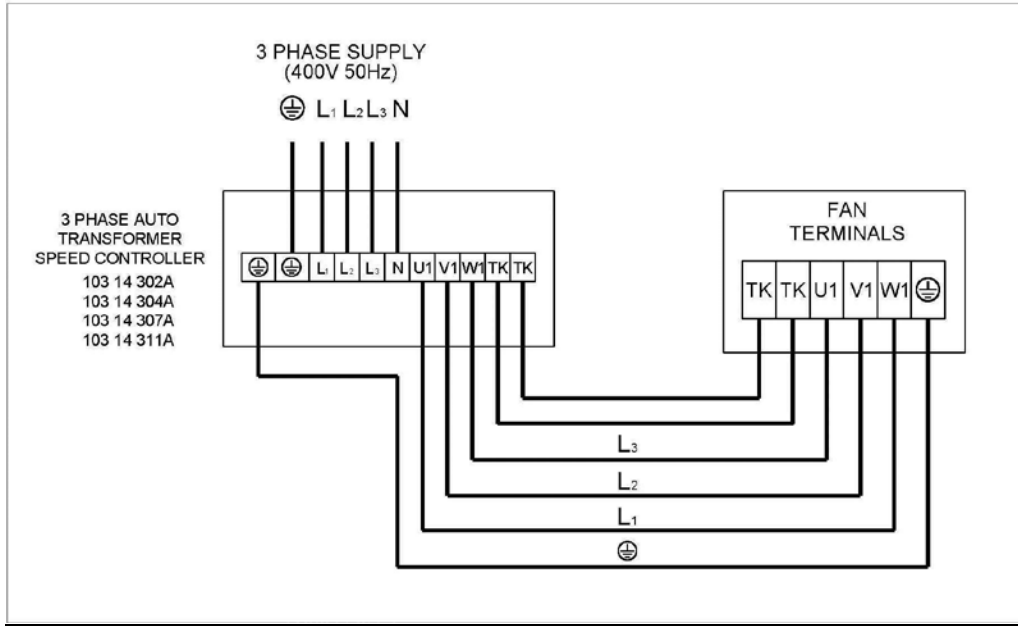 3 PHASE SUPPLY
(400V 50Hz)
⏚ L₁ L₂ L₃ N
3 PHASE AUTO
TRANSFORMER
SPEED CONTROLLER
103 14 302A
103 14 304A
103 14 307A
103 14 311A
⏚ ⏚ L₁ L₂ L₃ N U1 V1 W1 TK TK
FAN
TERMINALS
TK TK U1 V1 W1 ⏚
L₃
L₂
L₁
⏚